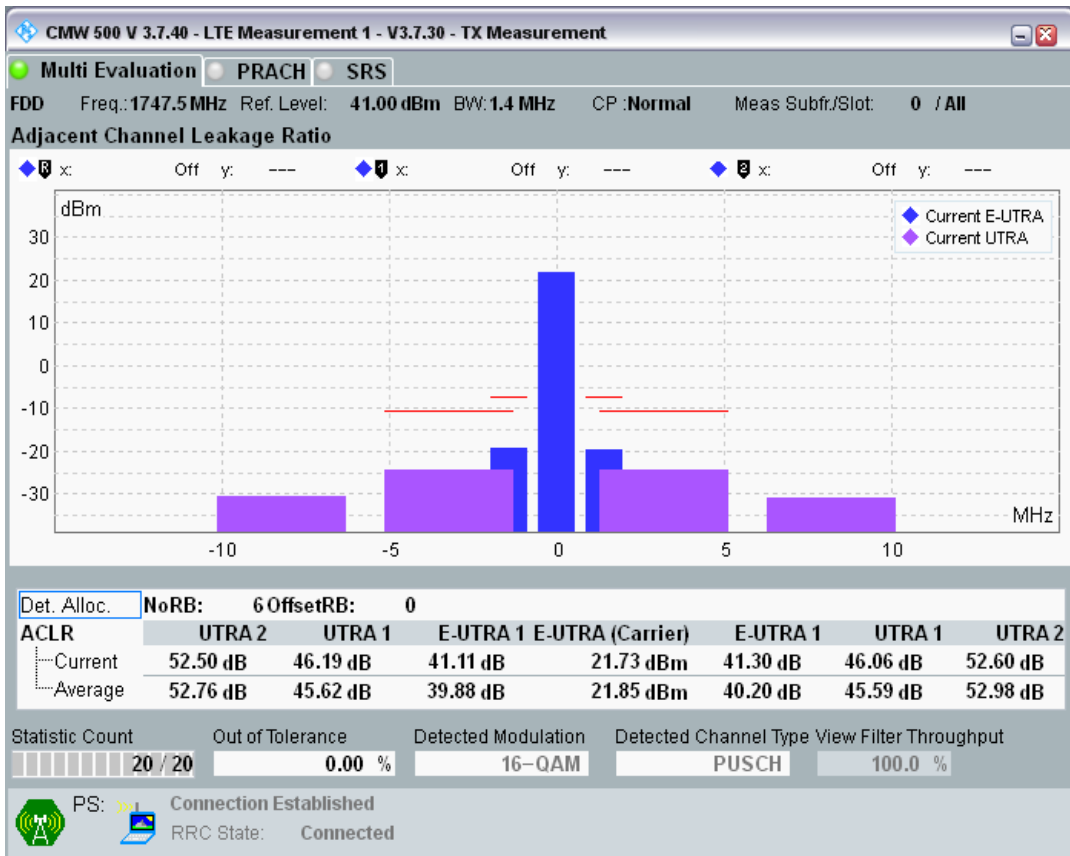 CMW 500 V 3.7.40 - LTE Measurement 1 - V3.7.30 - TX Measurement
Multi Evaluation PRACH SRS
FDD Freq.:1747.5 MHz Ref. Level: 41.00 dBm BW:1.4 MHz CP :Normal Meas Subfr./Slot: 0 / All
Adjacent Channel Leakage Ratio
R x: Off y: --- 1 x: Off y: --- 2 x: Off y: ---
dBm
Current E-UTRA
Current UTRA
30
20
10
0
-10
-20
-30
MHz
-10 -5 0 5 10
Det. Alloc. NoRB: 6 OffsetRB: 0
ACLR UTRA 2 UTRA 1 E-UTRA 1 E-UTRA (Carrier) E-UTRA 1 UTRA 1 UTRA 2
Current 52.50 dB 46.19 dB 41.11 dB 21.73 dBm 41.30 dB 46.06 dB 52.60 dB
Average 52.76 dB 45.62 dB 39.88 dB 21.85 dBm 40.20 dB 45.59 dB 52.98 dB
Statistic Count Out of Tolerance Detected Modulation Detected Channel Type View Filter Throughput
20 / 20 0.00 % 16-QAM PUSCH 100.0 %
PS: Connection Established
RRC State: Connected